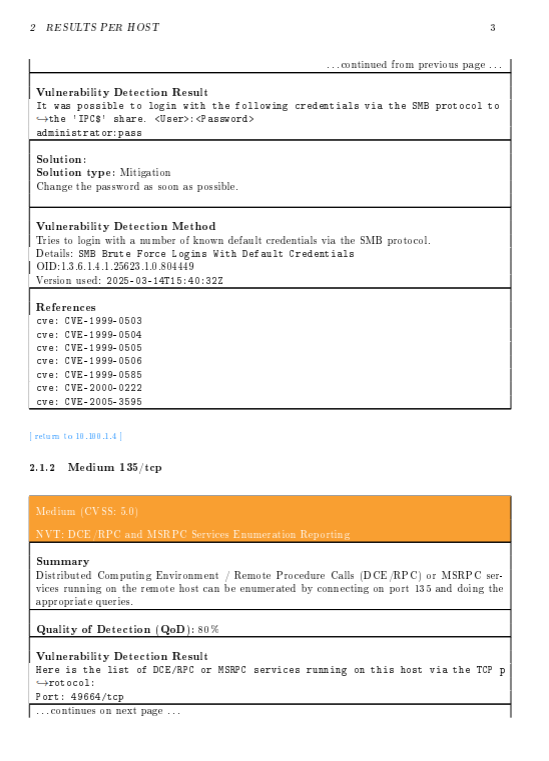 2 RESULTS PER HOST 3
...continued from previous page ...
Vulnerability Detection Result
It was possible to login with the following credentials via the SMB protocol to
↪the 'IPC$' share. <User>:<Password>
administrator:pass
Solution:
Solution type: Mitigation
Change the password as soon as possible.
Vulnerability Detection Method
Tries to login with a number of known default credentials via the SMB protocol.
Details: SMB Brute Force Logins With Default Credentials
OID:1.3.6.1.4.1.25623.1.0.804449
Version used: 2025-03-14T15:40:32Z
References
cve: CVE-1999-0503
cve: CVE-1999-0504
cve: CVE-1999-0505
cve: CVE-1999-0506
cve: CVE-1999-0585
cve: CVE-2000-0222
cve: CVE-2005-3595
[ return to 10.100.1.4 ]
2.1.2 Medium 135/tcp
Medium (CVSS: 5.0)
NVT: DCE/RPC and MSRPC Services Enumeration Reporting
Summary
Distributed Computing Environment / Remote Procedure Calls (DCE/RPC) or MSRPC ser-
vices running on the remote host can be enumerated by connecting on port 135 and doing the
appropriate queries.
Quality of Detection (QoD): 80%
Vulnerability Detection Result
Here is the list of DCE/RPC or MSRPC services running on this host via the TCP p
↪rotocol:
Port: 49664/tcp
...continues on next page ...